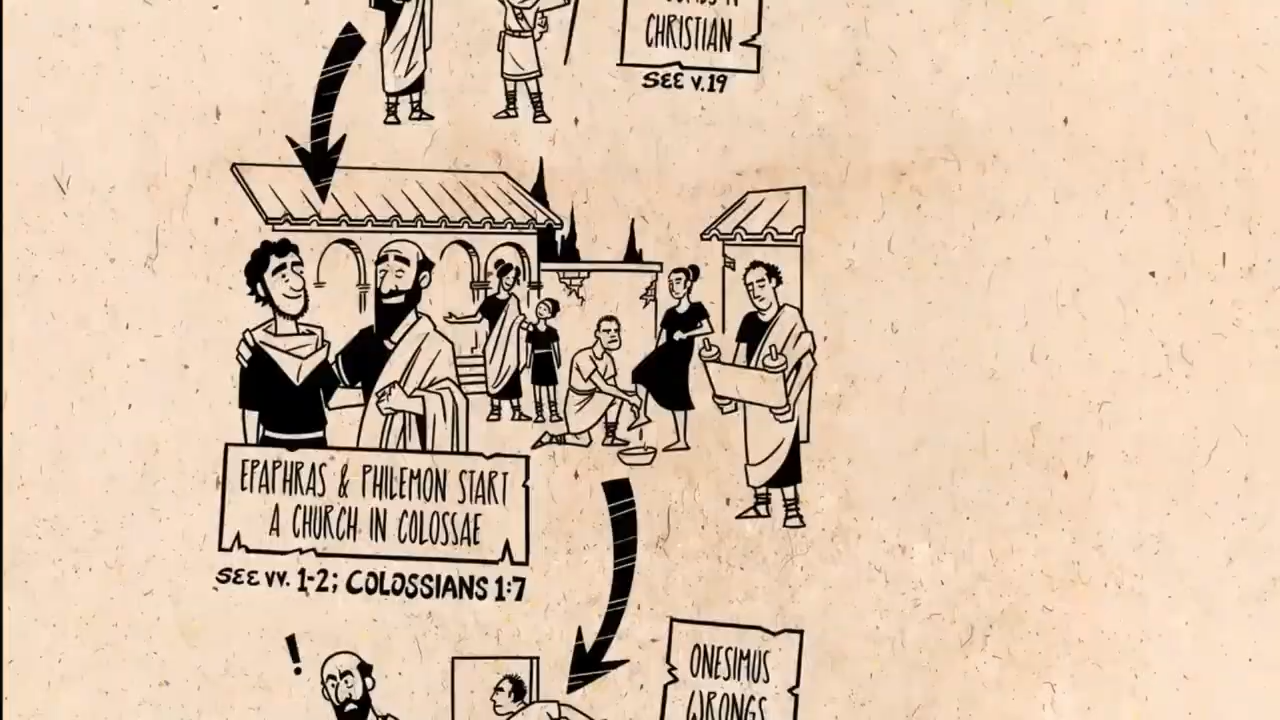 CHRISTIAN
SEE V.19
EPAPHRAS & PHILEMON START
A CHURCH IN COLOSSAE
SEE VV. 1-2; COLOSSIANS 1:7
!
ONESIMUS
WRONGS